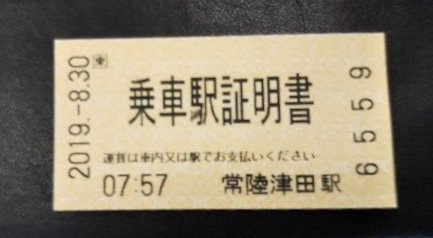 2019.-8.30 東
乗車駅証明書
運賃は車内又は駅でお支払いください
07:57 常陸津田駅
6559